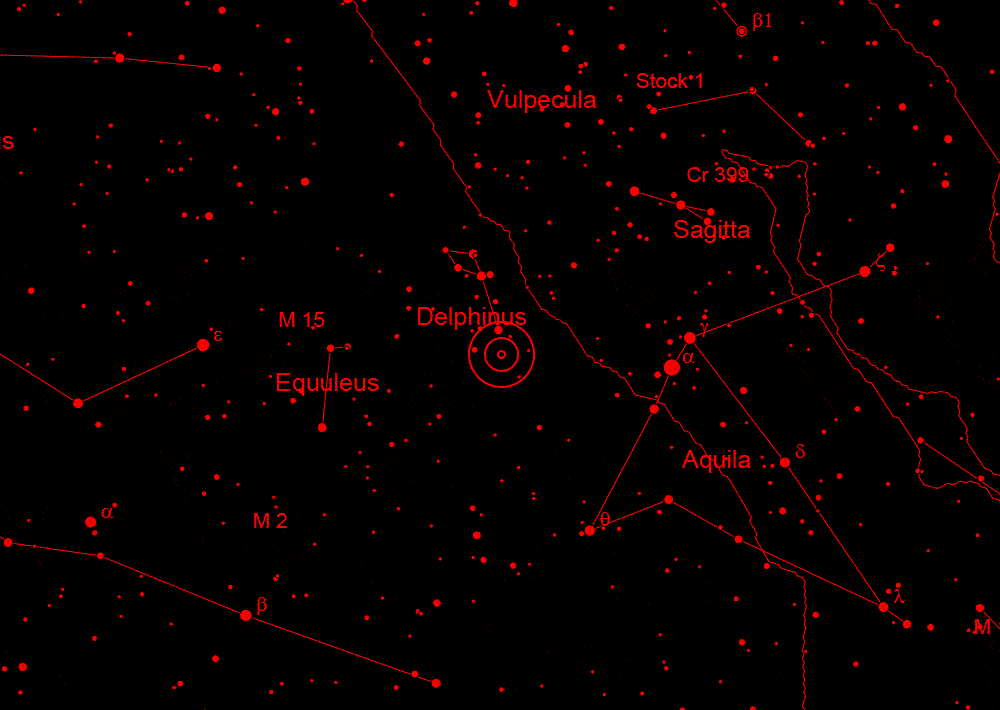 β1
Stock 1
Vulpecula
s
Cr 399
Sagitta
ζ
Delphinus
M 15
ε
γ
α
Equuleus
Aquila
δ
α
M 2
θ
β
λ
M